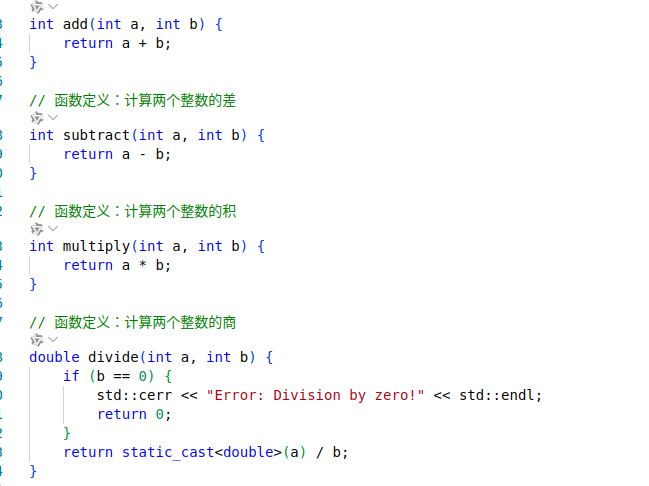 int add(int a, int b) {
    return a + b;
}
// 函数定义：计算两个整数的差
int subtract(int a, int b) {
    return a - b;
}
// 函数定义：计算两个整数的积
int multiply(int a, int b) {
    return a * b;
}
// 函数定义：计算两个整数的商
double divide(int a, int b) {
    if (b == 0) {
        std::cerr << "Error: Division by zero!" << std::endl;
        return 0;
    }
    return static_cast<double>(a) / b;
}